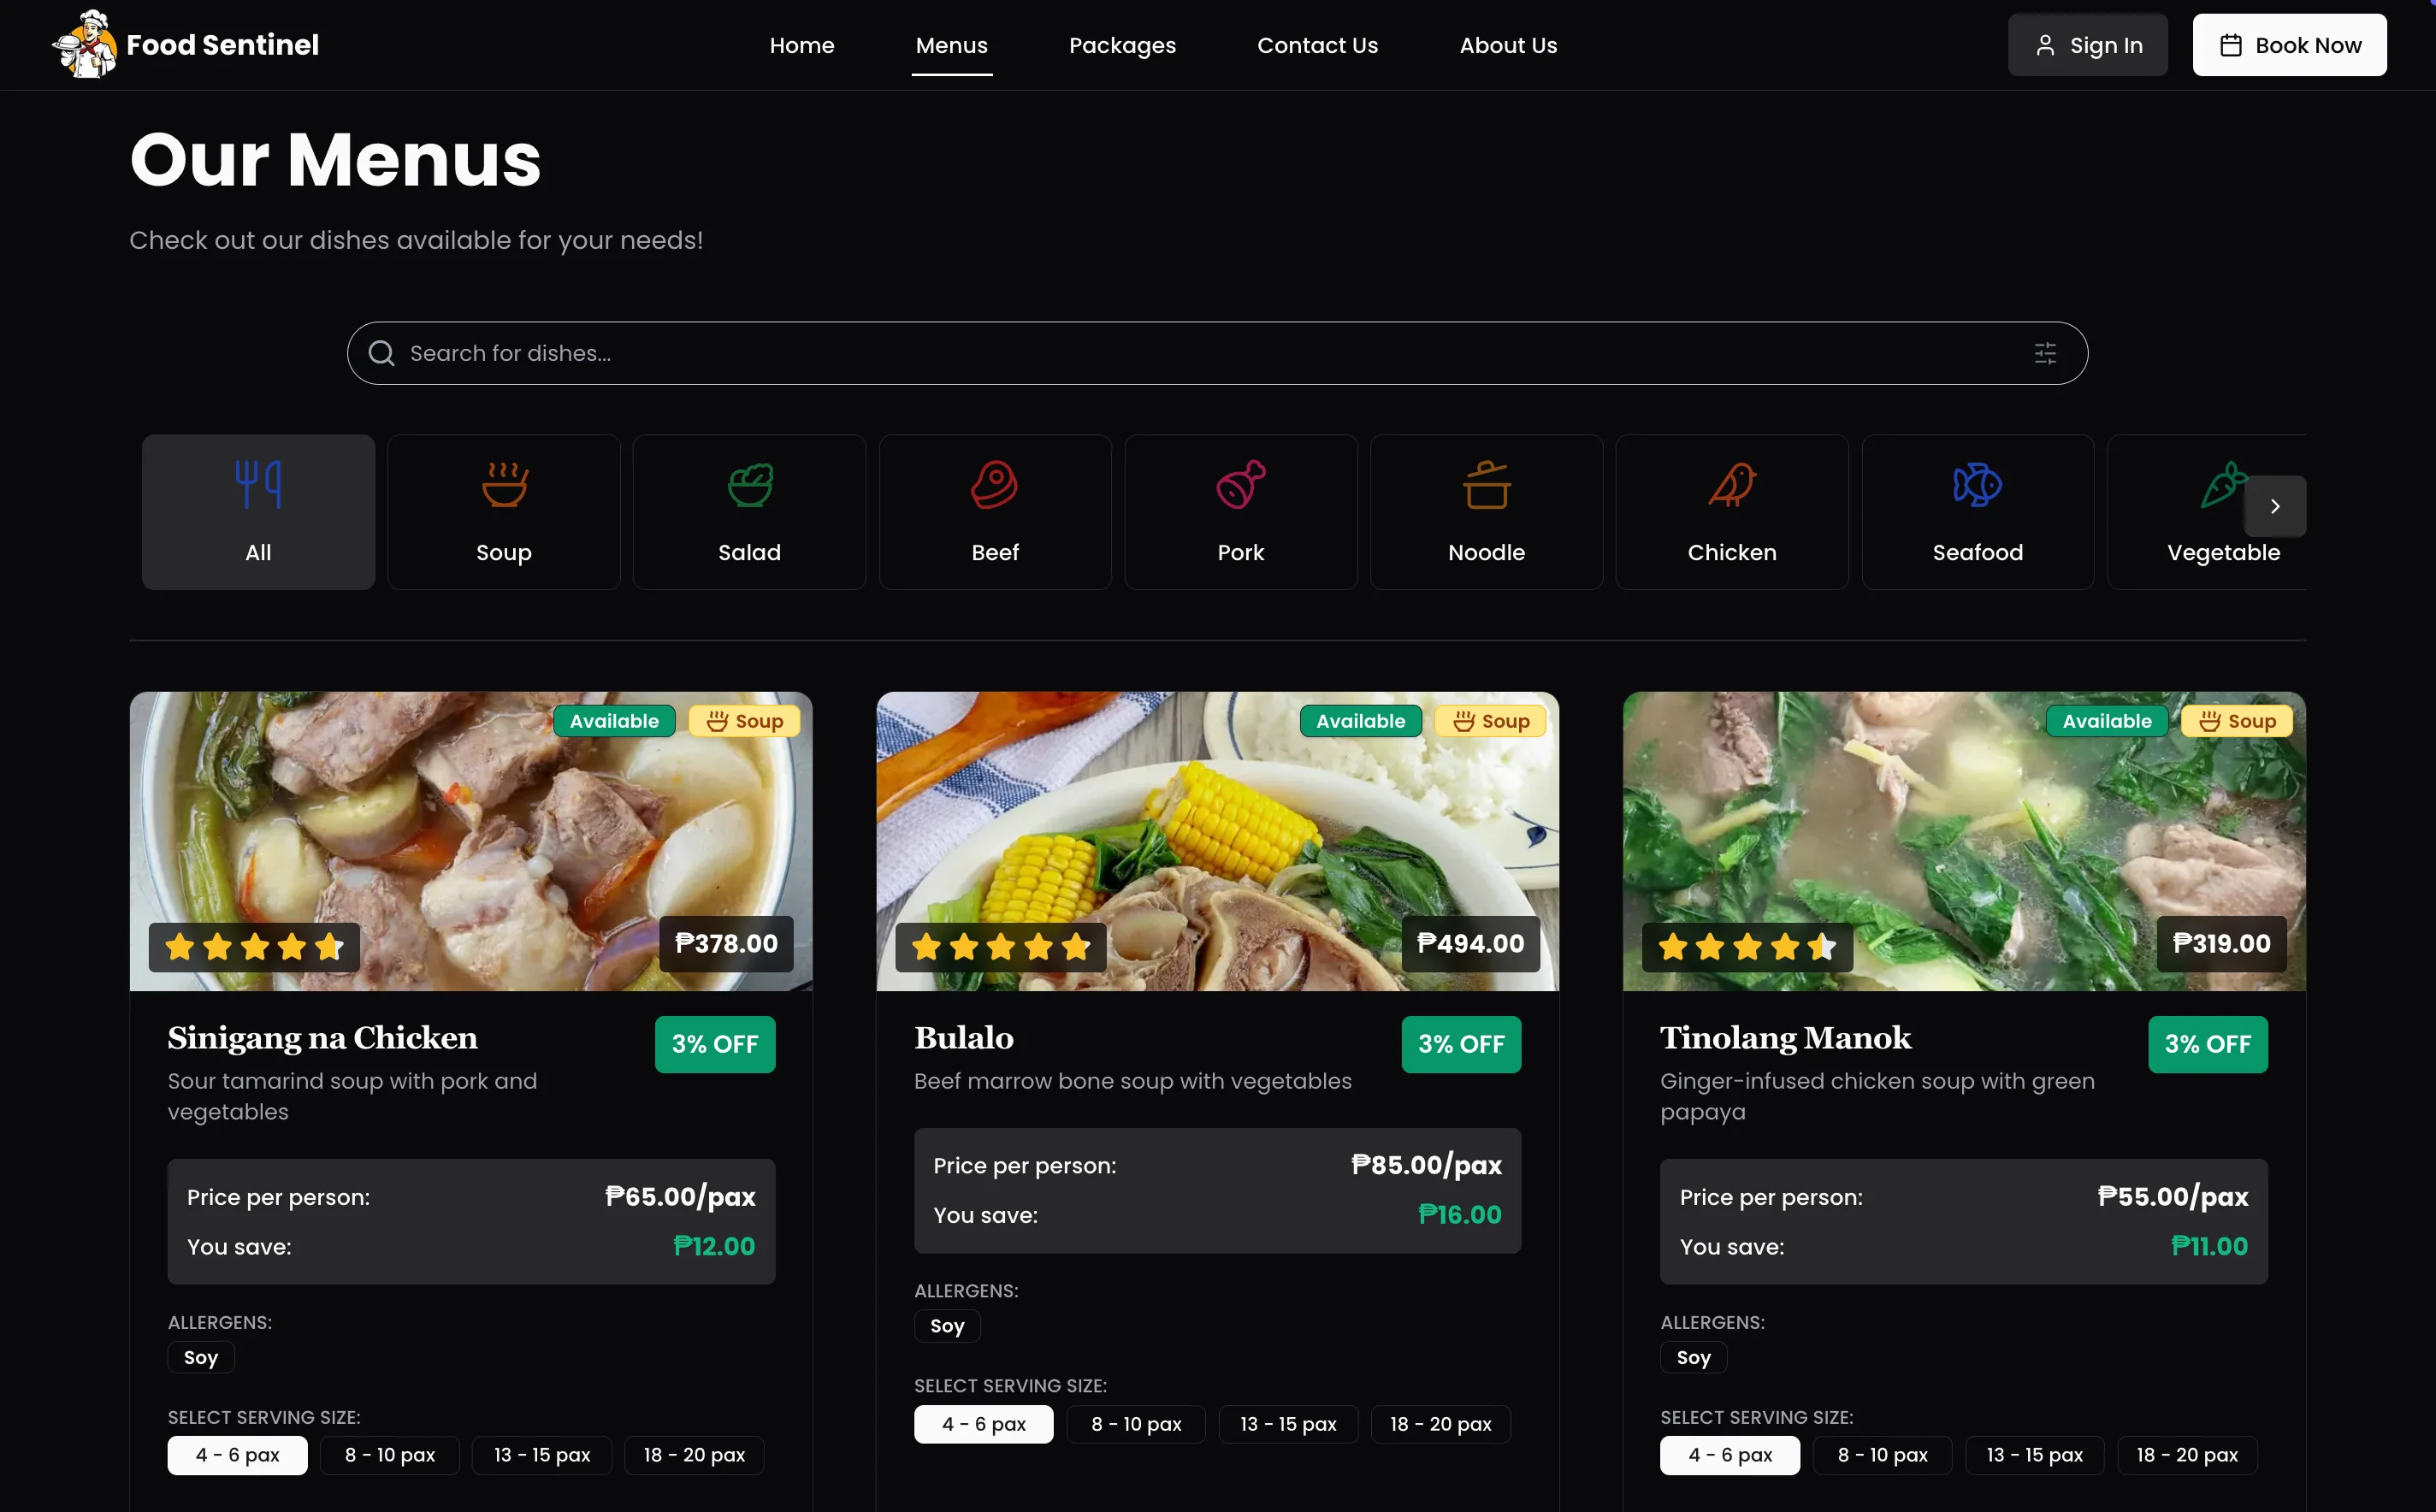 Food Sentinel
Home
Menus
Packages
Contact Us
About Us
Sign In
Book Now
Our Menus
Check out our dishes available for your needs!
Search for dishes...
All
Soup
Salad
Beef
Pork
Noodle
Chicken
Seafood
Vegetable
Available
Soup
₱378.00
Sinigang na Chicken
3% OFF
Sour tamarind soup with pork and
vegetables
Price per person:
₱65.00/pax
You save:
₱12.00
ALLERGENS:
Soy
SELECT SERVING SIZE:
4 - 6 pax
8 - 10 pax
13 - 15 pax
18 - 20 pax
Available
Soup
₱494.00
Bulalo
3% OFF
Beef marrow bone soup with vegetables
Price per person:
₱85.00/pax
You save:
₱16.00
ALLERGENS:
Soy
SELECT SERVING SIZE:
4 - 6 pax
8 - 10 pax
13 - 15 pax
18 - 20 pax
Available
Soup
₱319.00
Tinolang Manok
3% OFF
Ginger-infused chicken soup with green
papaya
Price per person:
₱55.00/pax
You save:
₱11.00
ALLERGENS:
Soy
SELECT SERVING SIZE:
4 - 6 pax
8 - 10 pax
13 - 15 pax
18 - 20 pax